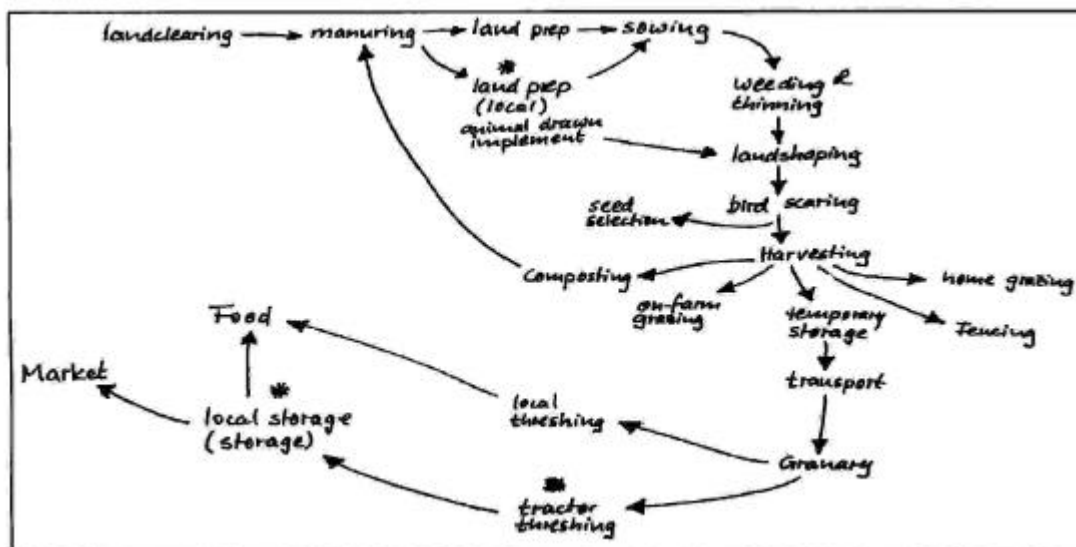 landclearing manuring land prep sowing
*
land prep
(local)
animal drawn
implement
weeding &
thinning
landshaping
bird scaring
seed
selection
Harvesting
Composting
on-farm
grazing
home grazing
temporary
storage
Fencing
Food
transport
Market
*
local storage
(storage)
local
threshing
Granary
*
tractor
threshing